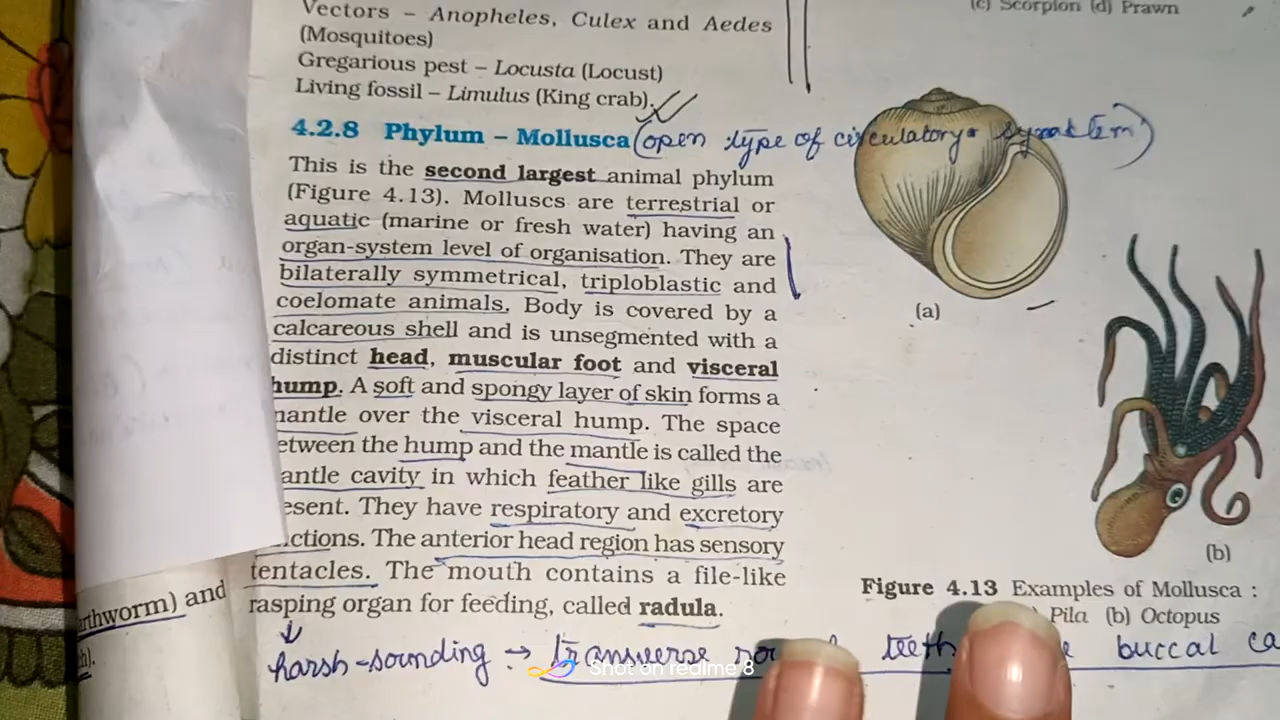 (c) Scorpion (d) Prawn
Vectors – Anopheles, Culex and Aedes
(Mosquitoes)
Gregarious pest – Locusta (Locust)
Living fossil – Limulus (King crab).
4.2.8 Phylum – Mollusca (open type of circulatory system)
This is the second largest animal phylum
(Figure 4.13). Molluscs are terrestrial or
aquatic (marine or fresh water) having an
organ-system level of organisation. They are
bilaterally symmetrical, triploblastic and
coelomate animals. Body is covered by a
calcareous shell and is unsegmented with a
distinct head, muscular foot and visceral
hump. A soft and spongy layer of skin forms a
mantle over the visceral hump. The space
etween the hump and the mantle is called the
antle cavity in which feather like gills are
esent. They have respiratory and excretory
ctions. The anterior head region has sensory
tentacles. The mouth contains a file-like
rasping organ for feeding, called radula.
harsh-sounding → transverse teeth buccal
(a)
(b)
Figure 4.13 Examples of Mollusca :
Pila (b) Octopus
rthworm) and
h).
Shot on realme 8